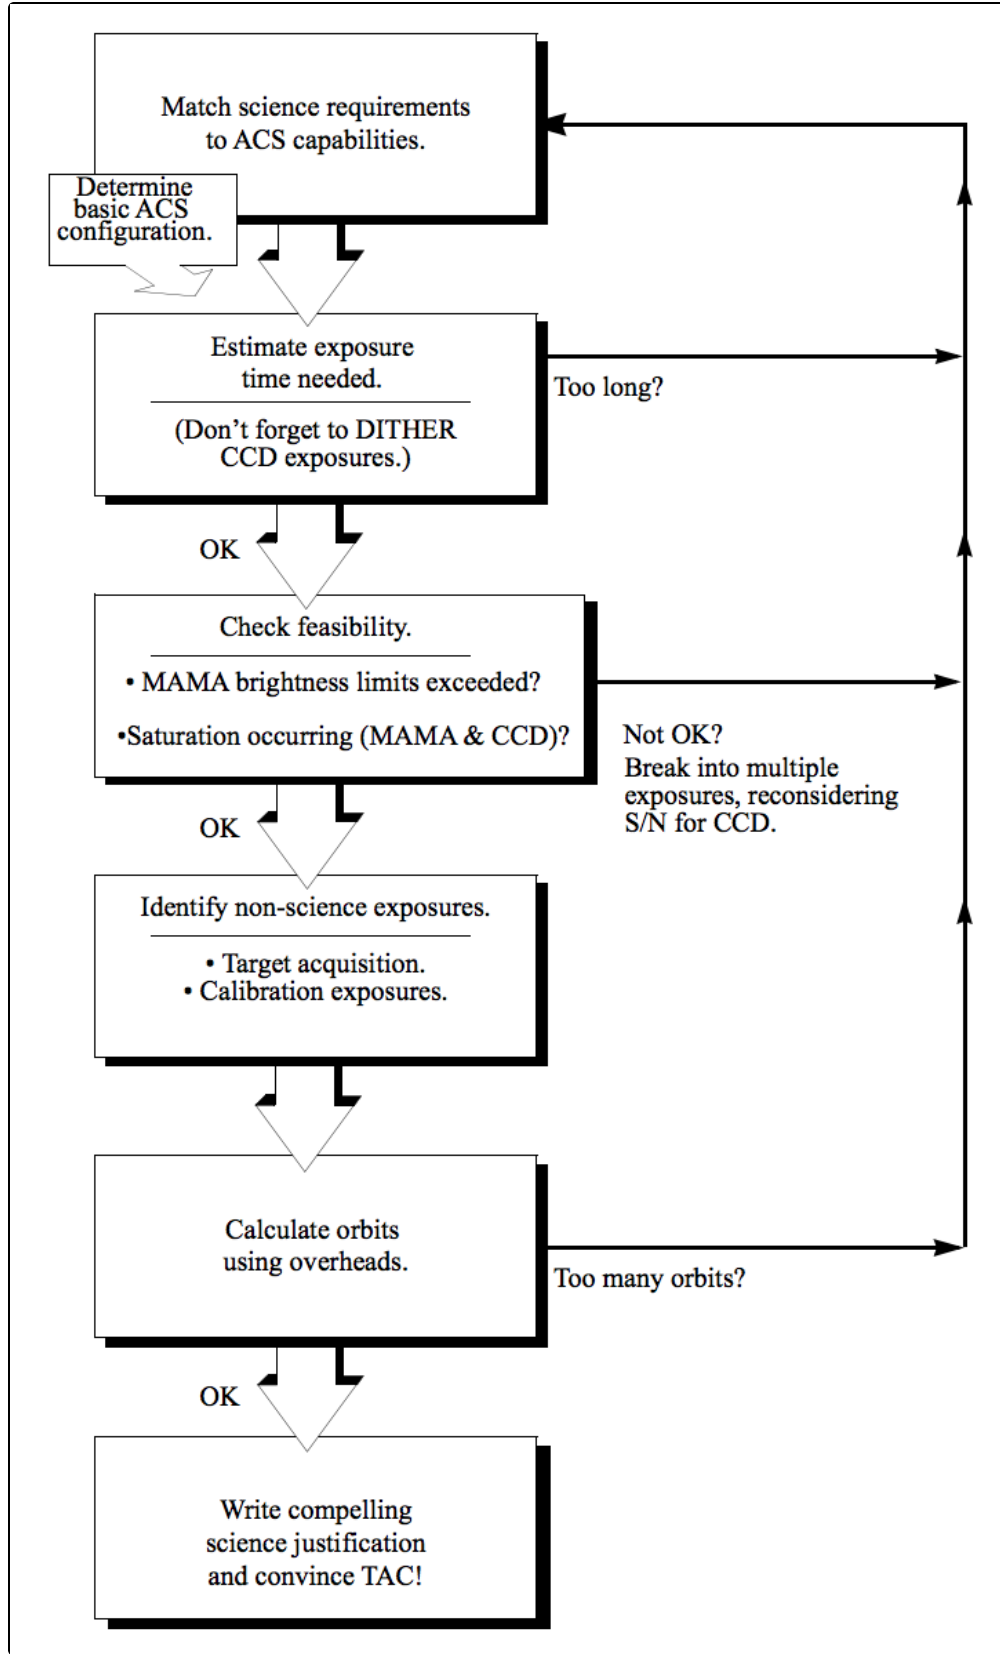 Match science requirements
to ACS capabilities.
Determine
basic ACS
configuration.
Estimate exposure
time needed.
(Don't forget to DITHER
CCD exposures.)
Too long?
OK
Check feasibility.
• MAMA brightness limits exceeded?
•Saturation occurring (MAMA & CCD)?
Not OK?
Break into multiple
exposures, reconsidering
S/N for CCD.
OK
Identify non-science exposures.
• Target acquisition.
• Calibration exposures.
Calculate orbits
using overheads.
Too many orbits?
OK
Write compelling
science justification
and convince TAC!